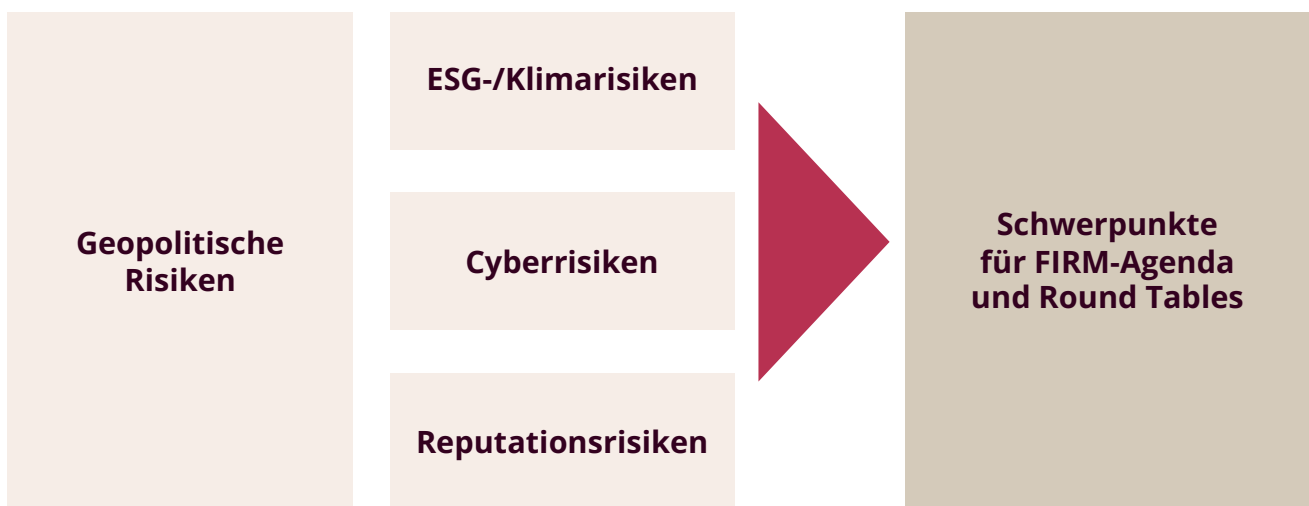 Geopolitische
Risiken
ESG-/Klimarisiken
Cyberrisiken
Reputationsrisiken
Schwerpunkte
für FIRM-Agenda
und Round Tables